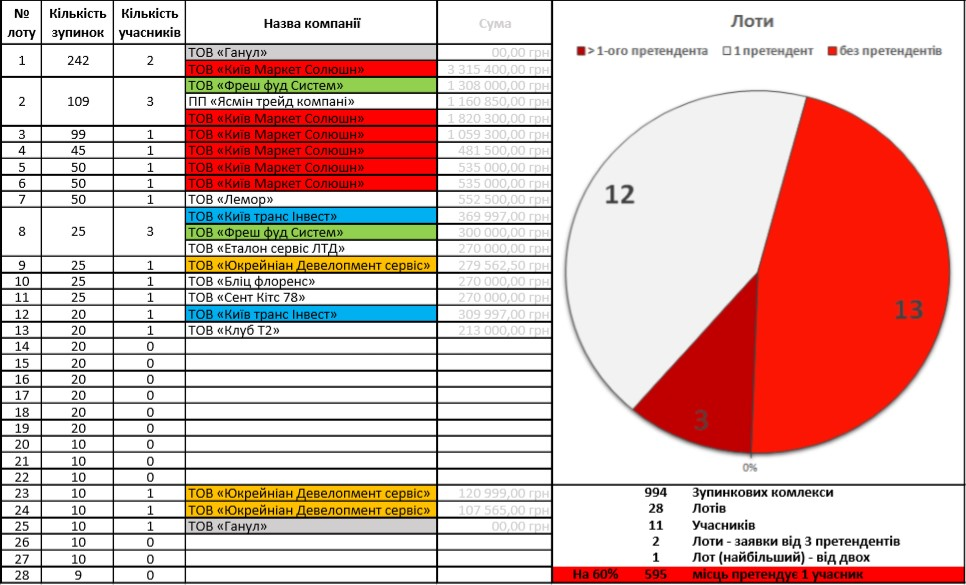 № лоту Кількість зупинок Кількість учасників Назва компанії Сума
1 242 2 ТОВ «Ганул» 00,00 грн
ТОВ «Київ Маркет Солюшн» 3 315 400,00 грн
2 109 3 ТОВ «Фреш фуд Систем» 1 308 000,00 грн
ПП «Ясмін трейд компані» 1 160 850,00 грн
ТОВ «Київ Маркет Солюшн» 1 820 300,00 грн
3 99 1 ТОВ «Київ Маркет Солюшн» 1 059 300,00 грн
4 45 1 ТОВ «Київ Маркет Солюшн» 481 500,00 грн
5 50 1 ТОВ «Київ Маркет Солюшн» 535 000,00 грн
6 50 1 ТОВ «Київ Маркет Солюшн» 535 000,00 грн
7 50 1 ТОВ «Лемор» 552 500,00 грн
8 25 3 ТОВ «Київ транс Інвест» 369 997,00 грн
ТОВ «Фреш фуд Систем» 300 000,00 грн
ТОВ «Еталон сервіс ЛТД» 270 000,00 грн
9 25 1 ТОВ «Юкрейніан Девелопмент сервіс» 279 562,50 грн
10 25 1 ТОВ «Бліц флоренс» 270 000,00 грн
11 25 1 ТОВ «Сент Кітс 78» 270 000,00 грн
12 20 1 ТОВ «Київ транс Інвест» 309 997,00 грн
13 20 1 ТОВ «Клуб Т2» 213 000,00 грн
14 20 0
15 20 0
16 20 0
17 20 0
18 20 0
19 20 0
20 10 0
21 10 0
22 10 0
23 10 1 ТОВ «Юкрейніан Девелопмент сервіс» 120 999,00 грн
24 10 1 ТОВ «Юкрейніан Девелопмент сервіс» 107 565,00 грн
25 10 1 ТОВ «Ганул» 00,00 грн
26 10 0
27 10 0
28 9 0
Лоти
> 1-ого претендента 1 претендент без претендентів
12
13
3
0%
994 Зупинкових комлекси
28 Лотів
11 Учасників
2 Лоти - заявки від 3 претендентів
1 Лот (найбільший) - від двох
На 60% 595 місць претендує 1 учасник